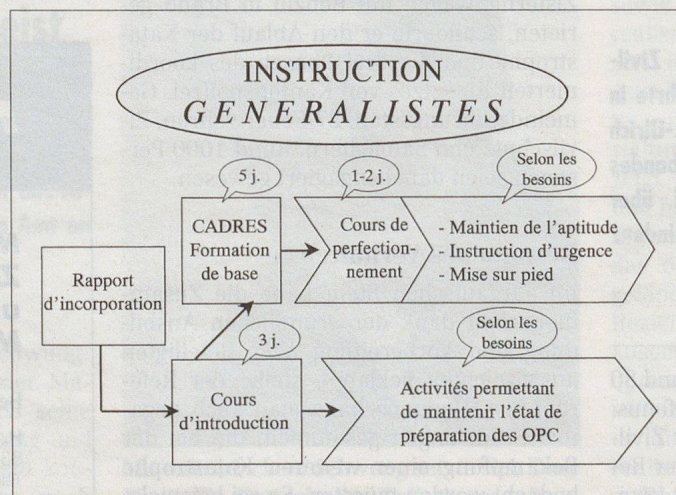 INSTRUCTION
GENERALISTES
5 j.
CADRES
Formation
de base
1-2 j.
Cours de
perfection-
nement
Selon les
besoins
- Maintien de l'aptitude
- Instruction d'urgence
- Mise sur pied
Rapport
d'incorporation
3 j.
Cours
d'introduction
Selon les
besoins
Activités permettant
de maintenir l'état de
préparation des OPC